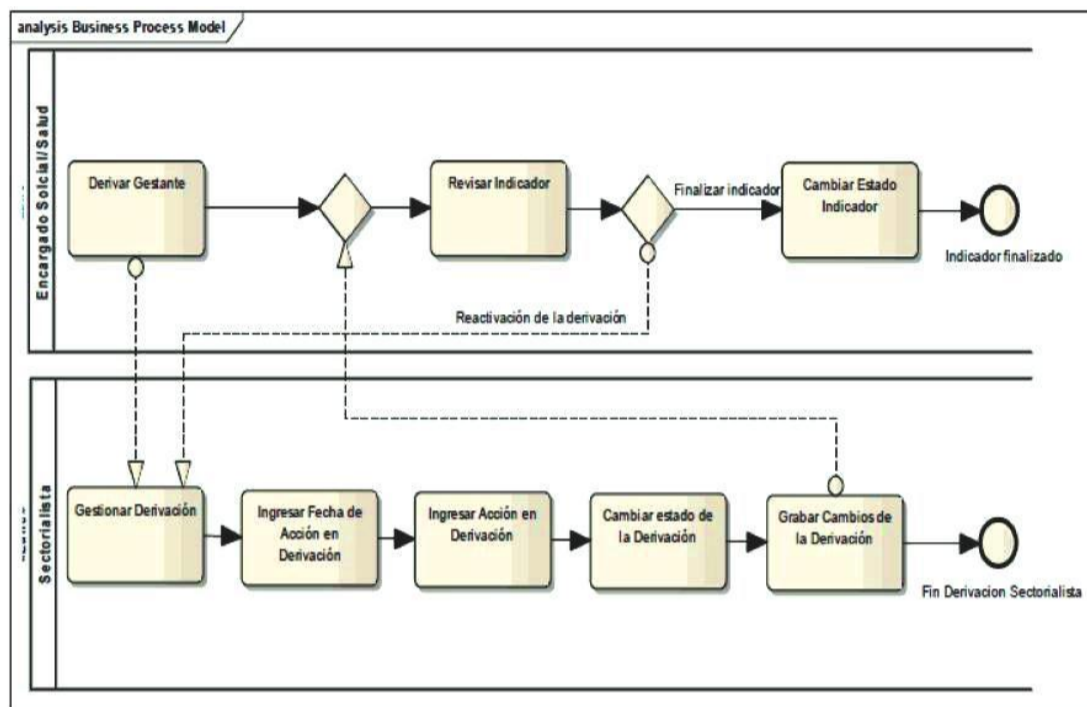 analysis Business Process Model
Encargado Solcial/Salud
Derivar Gestante
Revisar Indicador
Finalizar indicador
Cambiar Estado
Indicador
Indicador finalizado
Reactivación de la derivación
Sectorialista
Gestionar Derivación
Ingresar Fecha de
Acción en
Derivación
Ingresar Acción en
Derivación
Cambiar estado de
la Derivación
Grabar Cambios de
la Derivación
Fin Derivacion Sectorialista